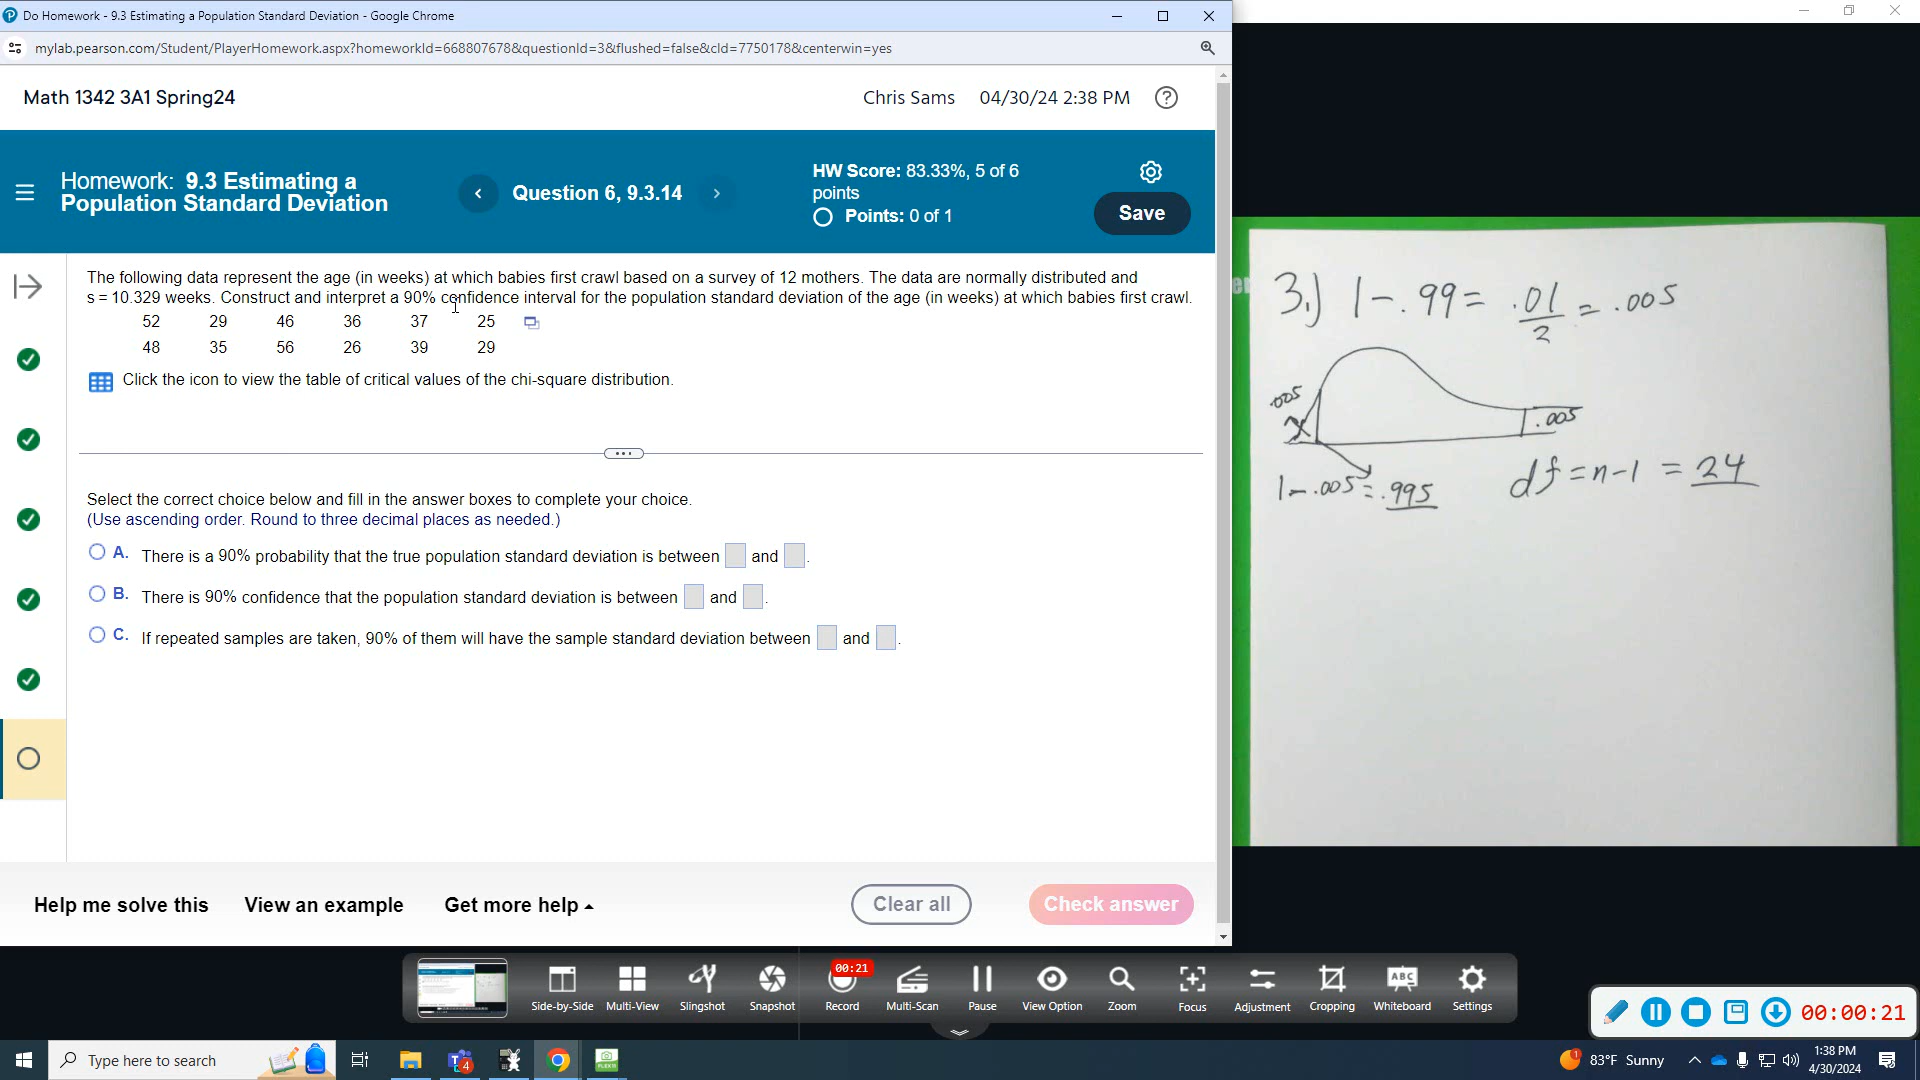 Do Homework - 9.3 Estimating a Population Standard Deviation - Google Chrome
mylab.pearson.com/Student/PlayerHomework.aspx?homeworkId=668807678&questionId=3&flushed=false&cId=7750178&centerwin=yes
Math 1342 3A1 Spring24
Chris Sams 04/30/24 2:38 PM
Homework: 9.3 Estimating a
Population Standard Deviation
Question 6, 9.3.14
HW Score: 83.33%, 5 of 6
points
Points: 0 of 1
Save
The following data represent the age (in weeks) at which babies first crawl based on a survey of 12 mothers. The data are normally distributed and
s = 10.329 weeks. Construct and interpret a 90% confidence interval for the population standard deviation of the age (in weeks) at which babies first crawl.
52 29 46 36 37 25
48 35 56 26 39 29
Click the icon to view the table of critical values of the chi-square distribution.
Select the correct choice below and fill in the answer boxes to complete your choice.
(Use ascending order. Round to three decimal places as needed.)
A. There is a 90% probability that the true population standard deviation is between and .
B. There is 90% confidence that the population standard deviation is between and .
C. If repeated samples are taken, 90% of them will have the sample standard deviation between and .
Help me solve this
View an example
Get more help
Clear all
Check answer
er
3.) 1 - .99 = .01/2 = .005
.005
.005
X
1 - .005 = .995
df = n-1 = 24
00:21
Side-by-Side
Multi-View
Slingshot
Snapshot
Record
Multi-Scan
Pause
View Option
Zoom
Focus
Adjustment
Cropping
ABC
Whiteboard
Settings
00:00:21
Type here to search
4
1
83°F Sunny
1:38 PM
4/30/2024